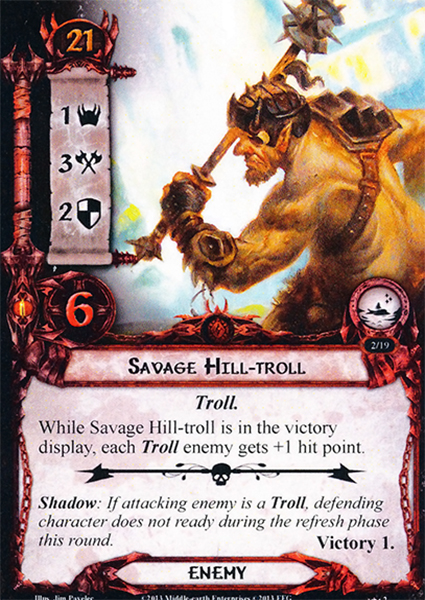 21
1
3
2
6
2/19
Savage Hill-troll
Troll.
While Savage Hill-troll is in the victory
display, each Troll enemy gets +1 hit point.
Shadow: If attacking enemy is a Troll, defending
character does not ready during the refresh phase
this round. Victory 1.
ENEMY
Illus. Jim Pavelec ©2013 Middle-earth Enterprises ©2013 FFG